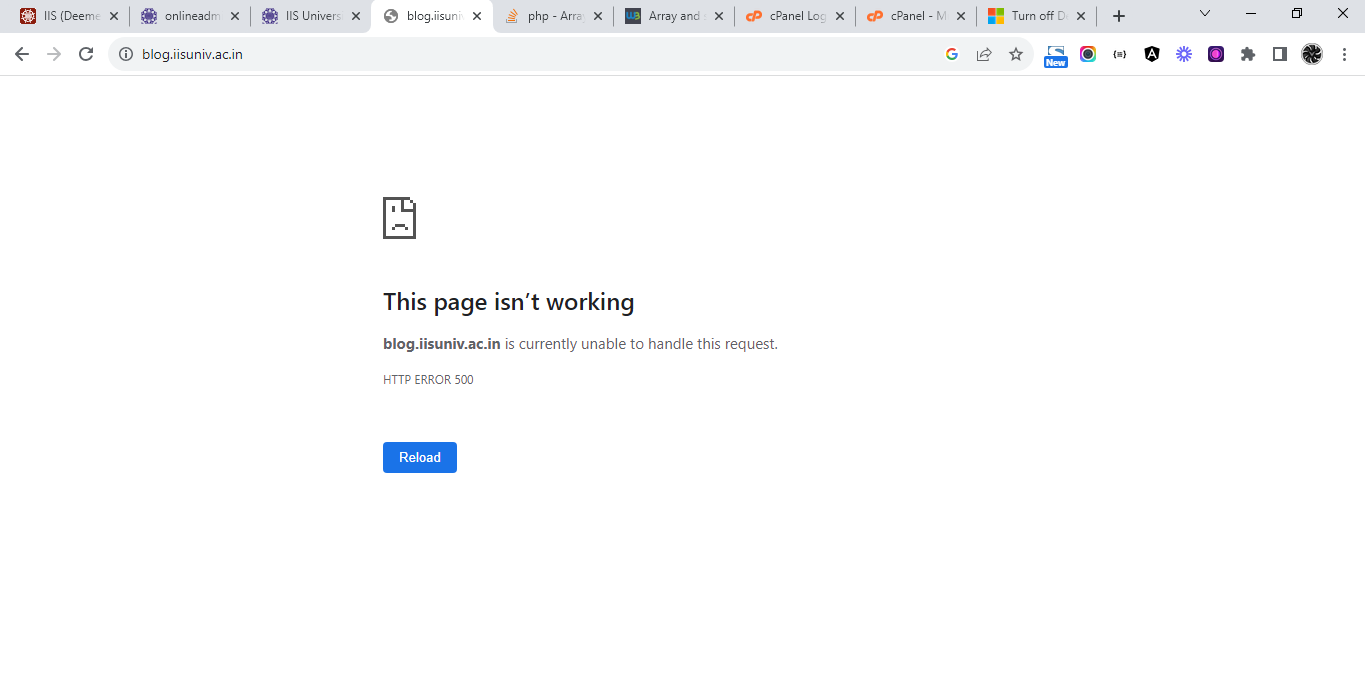 IIS (Deeme
onlineadm
IIS Univers
blog.iisuniv
php - Arra
Array and s
cPanel Log
cPanel - M
Turn off De
blog.iisuniv.ac.in
New
This page isn’t working
blog.iisuniv.ac.in is currently unable to handle this request.
HTTP ERROR 500
Reload